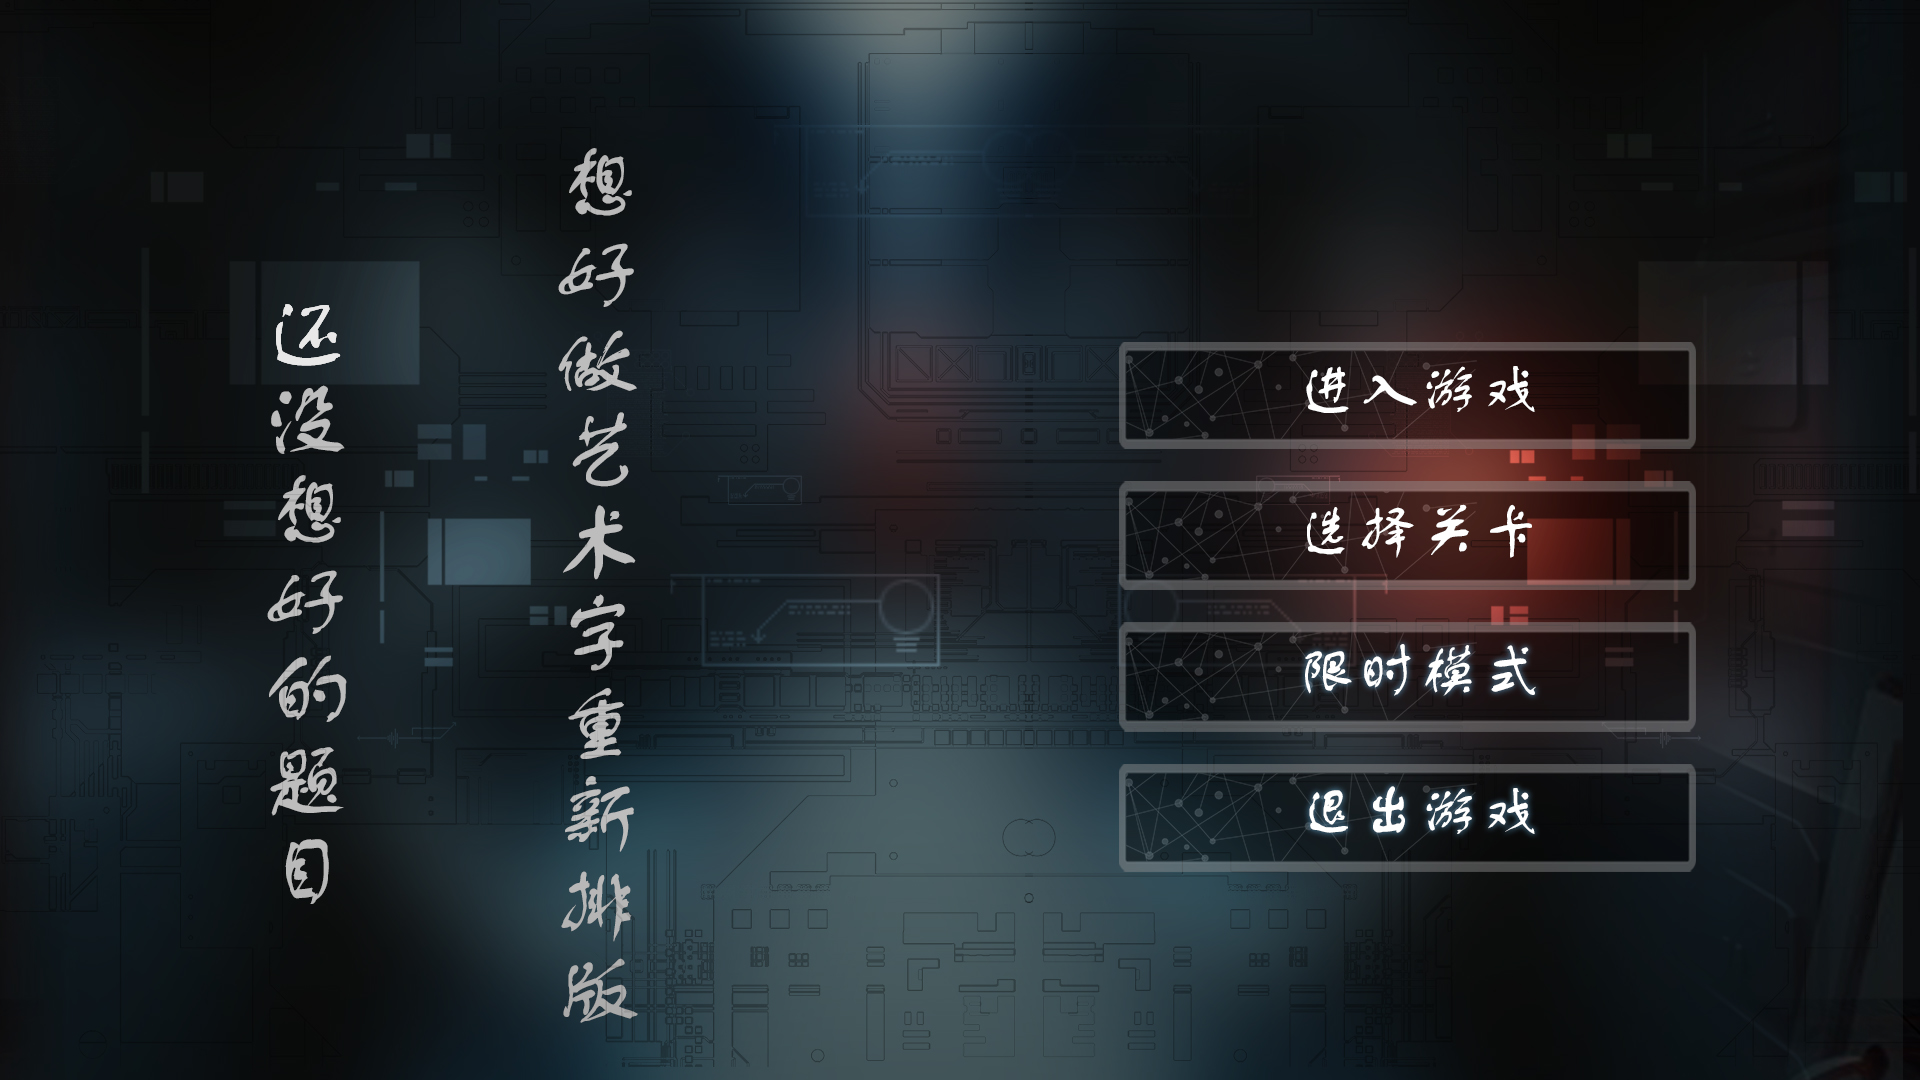 还没想好的题目
想好做艺术字重新排版
进入游戏
选择关卡
限时模式
退出游戏